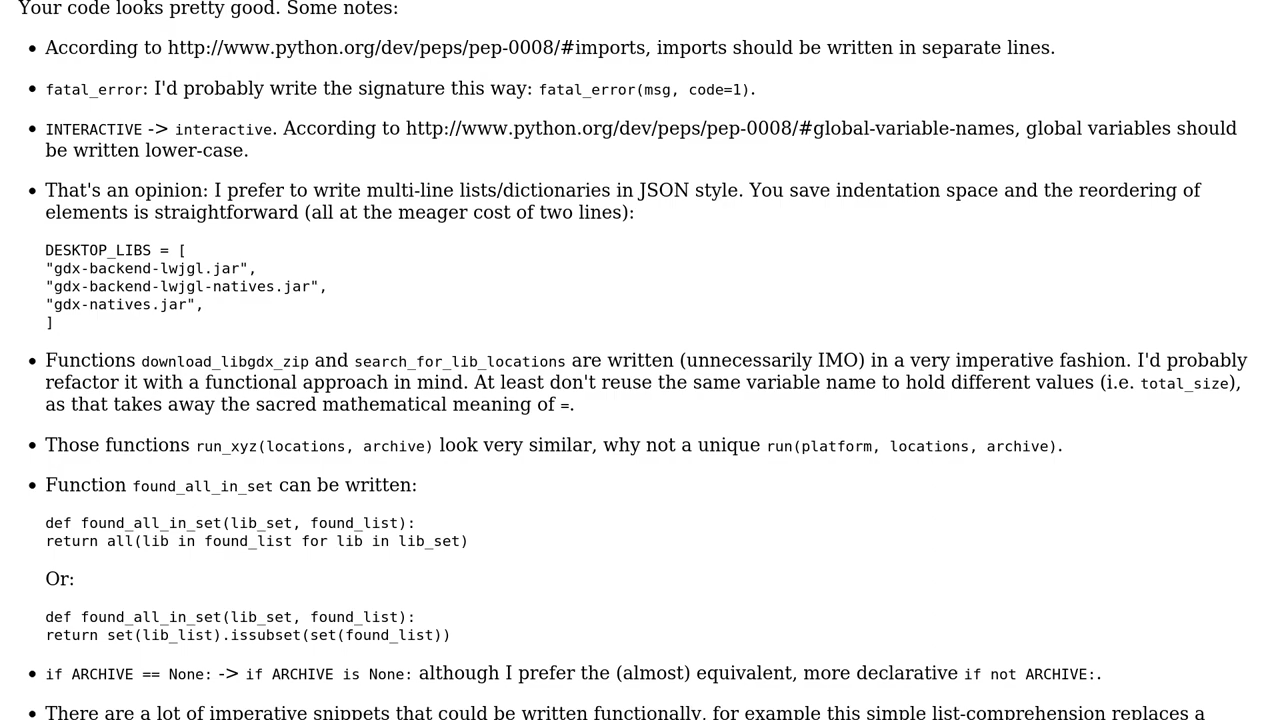 Your code looks pretty good. Some notes:
• According to http://www.python.org/dev/peps/pep-0008/#imports, imports should be written in separate lines.
• fatal_error: I'd probably write the signature this way: fatal_error(msg, code=1).
• INTERACTIVE -> interactive. According to http://www.python.org/dev/peps/pep-0008/#global-variable-names, global variables should
be written lower-case.
• That's an opinion: I prefer to write multi-line lists/dictionaries in JSON style. You save indentation space and the reordering of
elements is straightforward (all at the meager cost of two lines):
DESKTOP_LIBS = [
"gdx-backend-lwjgl.jar",
"gdx-backend-lwjgl-natives.jar",
"gdx-natives.jar",
]
• Functions download_libgdx_zip and search_for_lib_locations are written (unnecessarily IMO) in a very imperative fashion. I'd probably
refactor it with a functional approach in mind. At least don't reuse the same variable name to hold different values (i.e. total_size),
as that takes away the sacred mathematical meaning of =.
• Those functions run_xyz(locations, archive) look very similar, why not a unique run(platform, locations, archive).
• Function found_all_in_set can be written:
def found_all_in_set(lib_set, found_list):
return all(lib in found_list for lib in lib_set)
Or:
def found_all_in_set(lib_set, found_list):
return set(lib_list).issubset(set(found_list))
• if ARCHIVE == None: -> if ARCHIVE is None: although I prefer the (almost) equivalent, more declarative if not ARCHIVE:.
• There are a lot of imperative snippets that could be written functionally, for example this simple list-comprehension replaces a